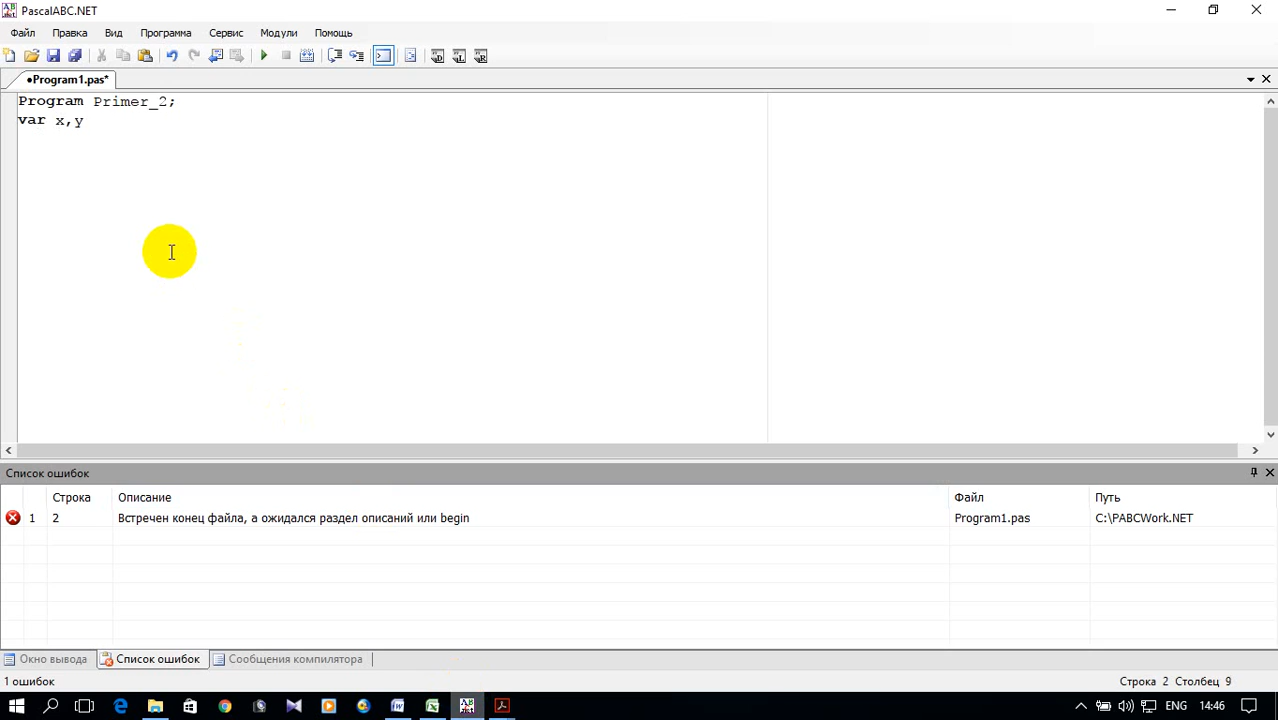 PascalABC.NET
Файл Правка Вид Программа Сервис Модули Помощь
•Program1.pas*
Program Primer_2;
var x,y
Список ошибок
Строка Описание Файл Путь
1 2 Встречен конец файла, а ожидался раздел описаний или begin Program1.pas C:\PABCWork.NET
Окно вывода Список ошибок Сообщения компилятора
1 ошибок Строка 2 Столбец 9
ENG 14:46